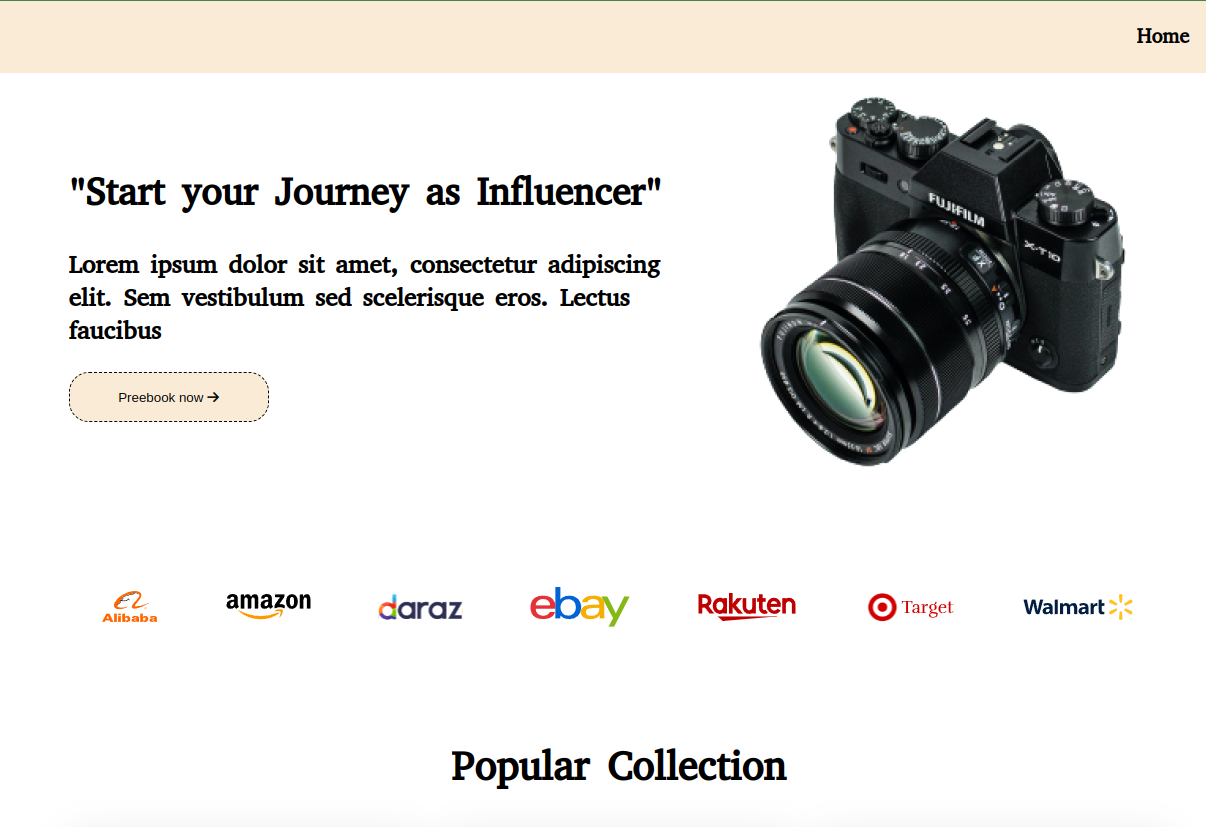 Home
"Start your Journey as Influencer"
Lorem ipsum dolor sit amet, consectetur adipiscing
elit. Sem vestibulum sed scelerisque eros. Lectus
faucibus
Preebook now
FUJIFILM
X-T10
XF
Alibaba
amazon
daraz
ebay
Rakuten
Target
Walmart
Popular Collection